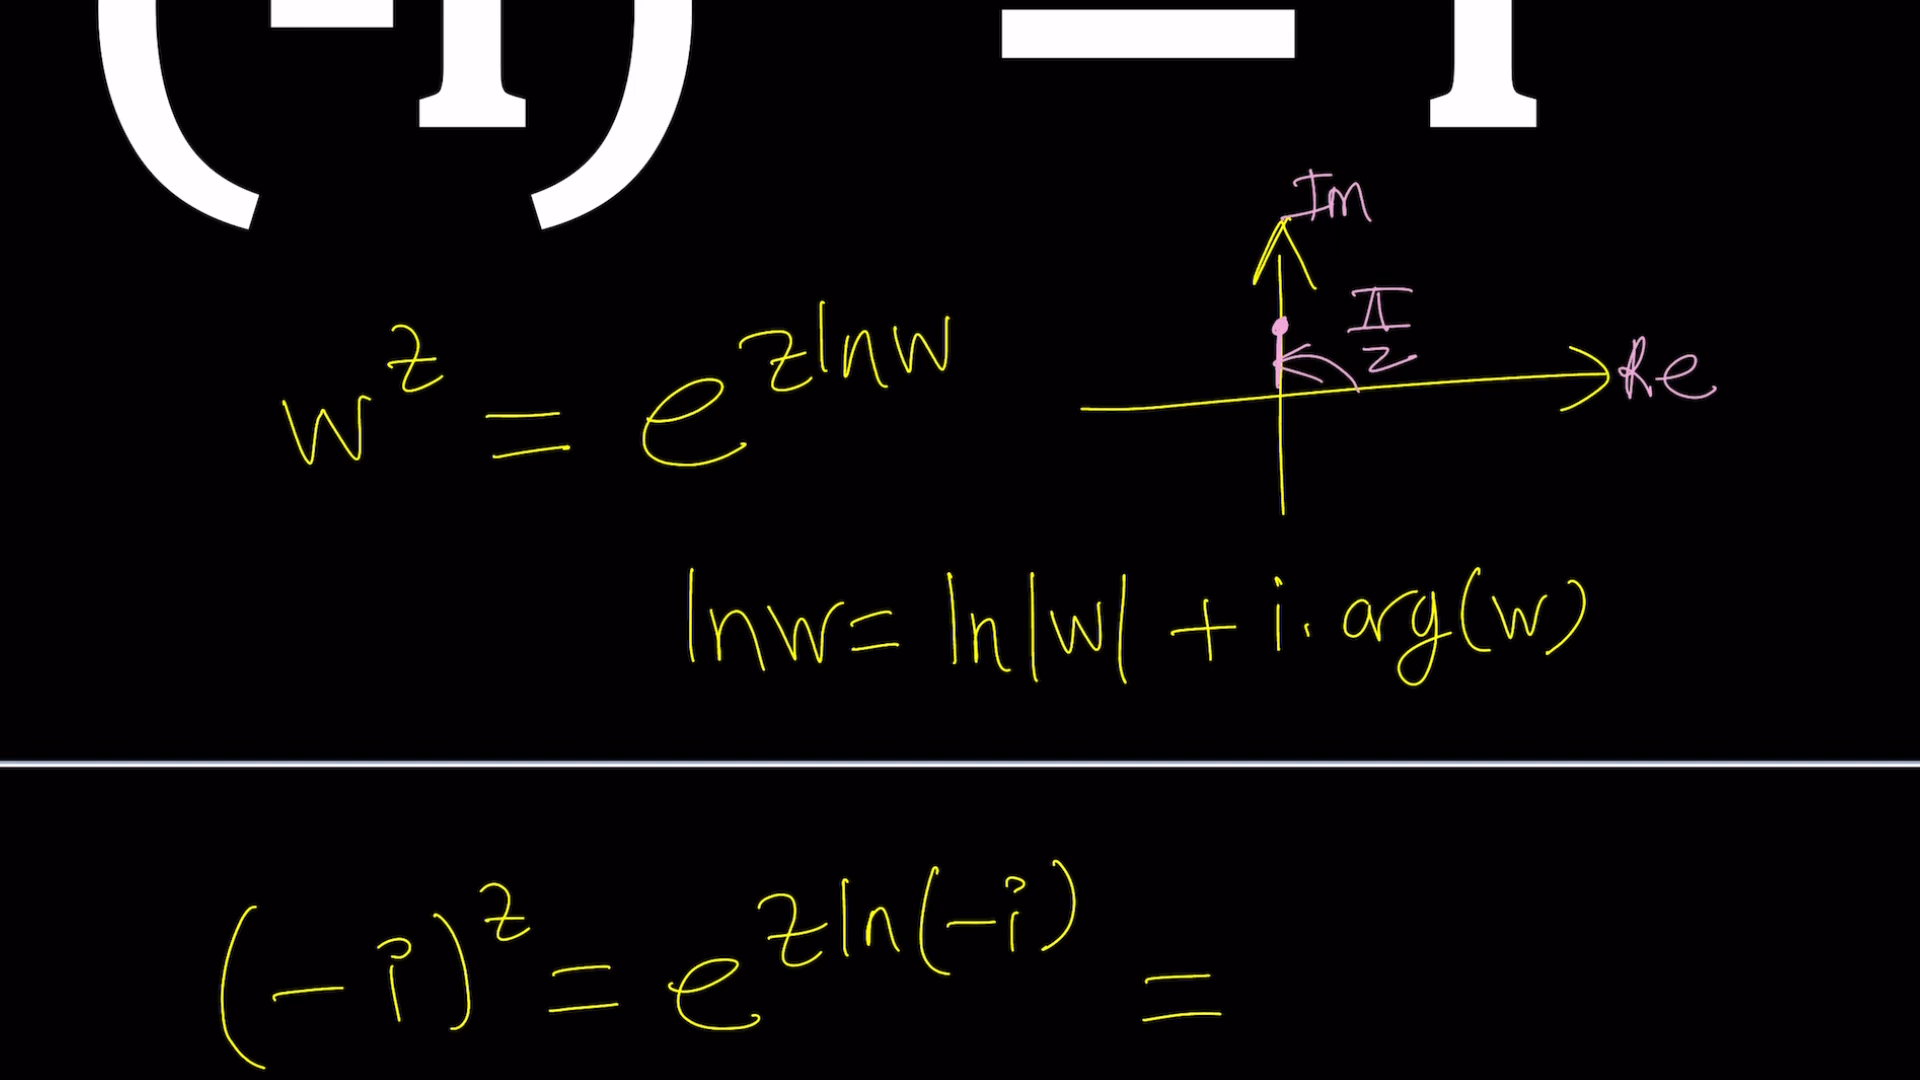 (-i) = i
Im
π/2
w^z = e^{z ln w}
Re
ln w = ln|w| + i. arg(w)
(-i)^z = e^{z ln(-i)} =